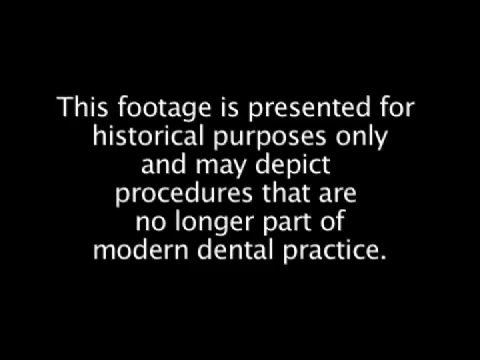 This footage is presented for
historical purposes only
and may depict
procedures that are
no longer part of
modern dental practice.